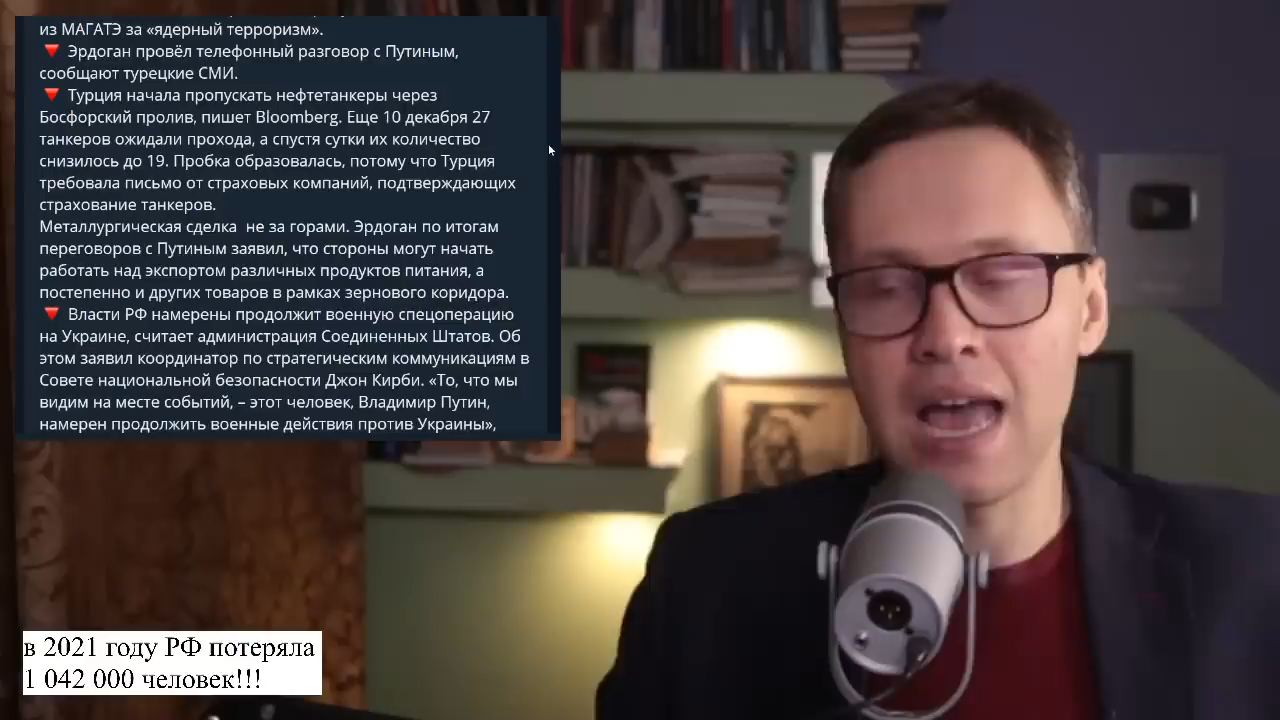 из МАГАТЭ за «ядерный терроризм».
Эрдоган провёл телефонный разговор с Путиным,
сообщают турецкие СМИ.
Турция начала пропускать нефтетанкеры через
Босфорский пролив, пишет Bloomberg. Еще 10 декабря 27
танкеров ожидали прохода, а спустя сутки их количество
снизилось до 19. Пробка образовалась, потому что Турция
требовала письмо от страховых компаний, подтверждающих
страхование танкеров.
Металлургическая сделка не за горами. Эрдоган по итогам
переговоров с Путиным заявил, что стороны могут начать
работать над экспортом различных продуктов питания, а
постепенно и других товаров в рамках зернового коридора.
Власти РФ намерены продолжит военную спецоперацию
на Украине, считает администрация Соединенных Штатов. Об
этом заявил координатор по стратегическим коммуникациям в
Совете национальной безопасности Джон Кирби. «То, что мы
видим на месте событий, – этот человек, Владимир Путин,
намерен продолжить военные действия против Украины»,
в 2021 году РФ потеряла
1 042 000 человек!!!